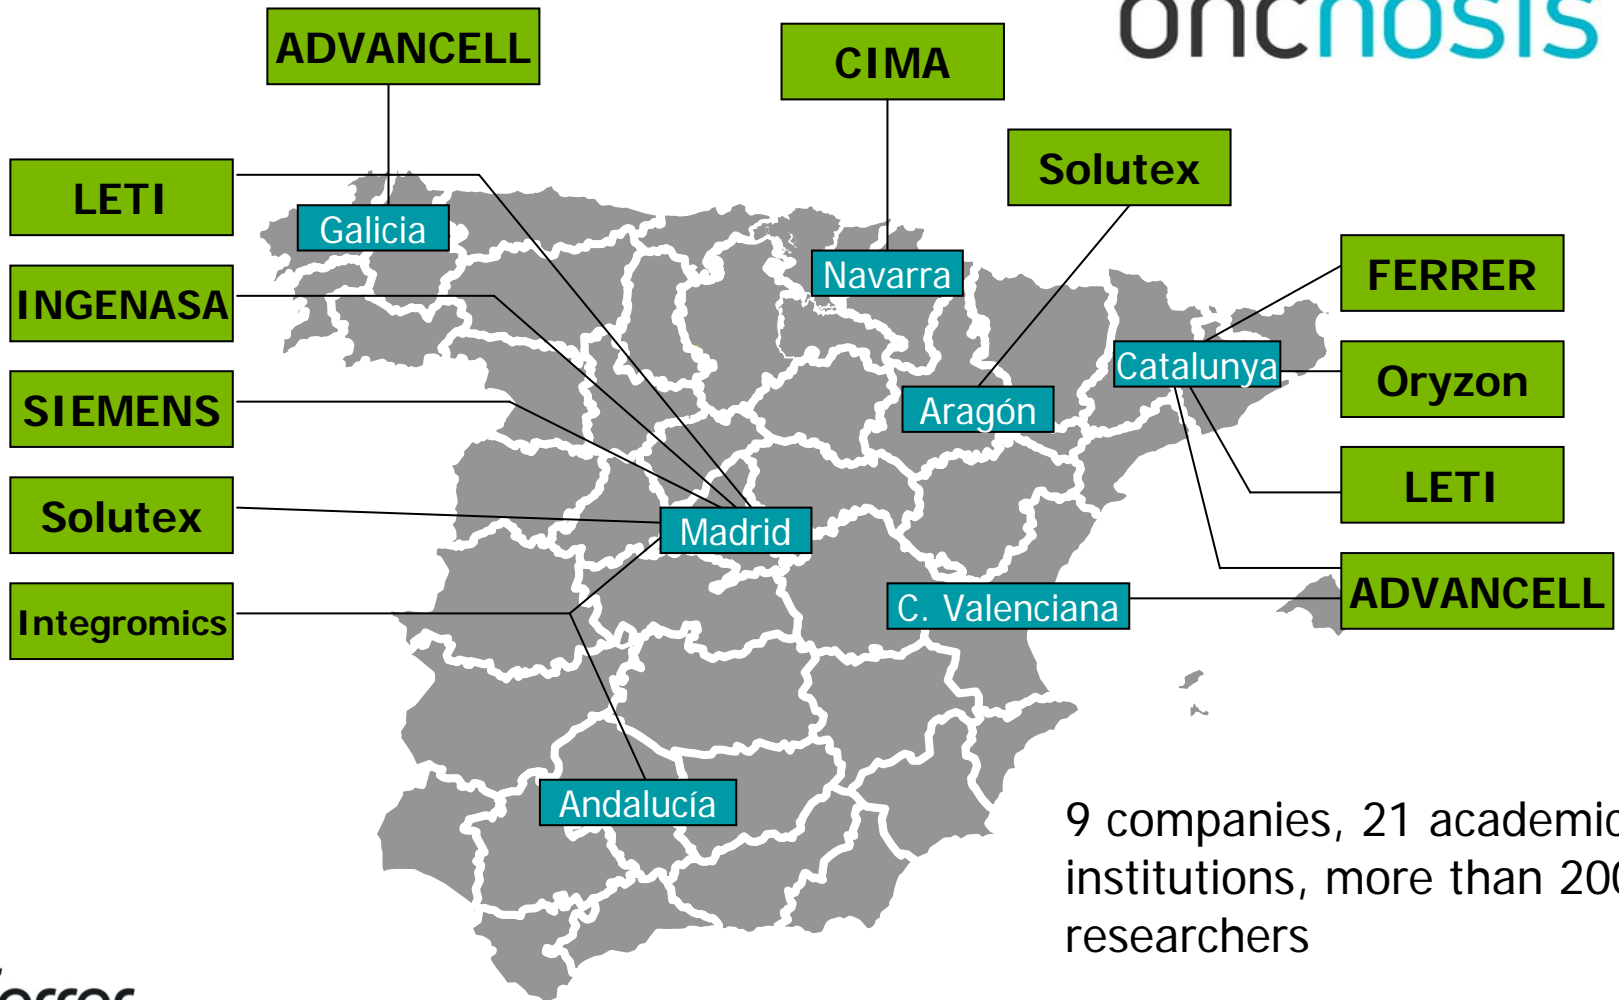 oncnosis
ADVANCELL
CIMA
Solutex
LETI
Galicia
Navarra
FERRER
INGENASA
Catalunya
Oryzon
SIEMENS
Aragón
LETI
Solutex
Madrid
ADVANCELL
C. Valenciana
Integromics
Andalucía
9 companies, 21 academic
institutions, more than 200
researchers